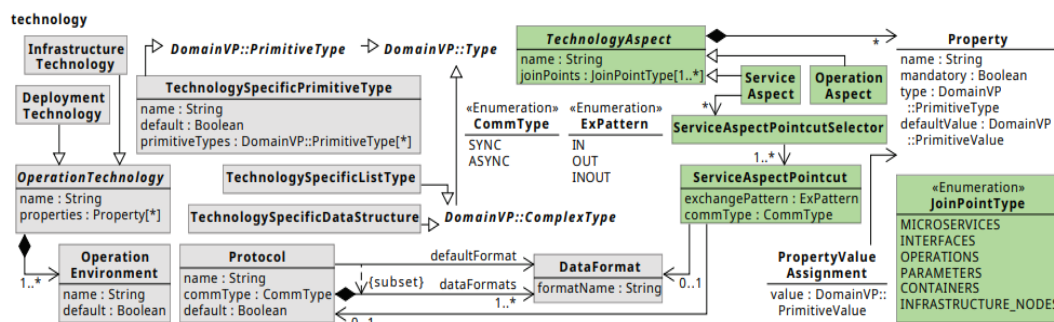 technology
Infrastructure
Technology
Deployment
Technology
OperationTechnology
name : String
properties : Property[*]
1..*
Operation
Environment
name : String
default : Boolean
DomainVP::PrimitiveType
DomainVP::Type
TechnologySpecificPrimitiveType
name : String
default : Boolean
primitiveTypes : DomainVP::PrimitiveType[*]
TechnologySpecificListType
TechnologySpecificDataStructure
DomainVP::ComplexType
«Enumeration»
CommType
SYNC
ASYNC
«Enumeration»
ExPattern
IN
OUT
INOUT
Protocol
name : String
commType : CommType
default : Boolean
defaultFormat
{subset}
dataFormats
1..*
0..1
DataFormat
formatName : String
0..1
TechnologyAspect
name : String
joinPoints : JoinPointType[1..*]
*
Service
Aspect
Operation
Aspect
*
ServiceAspectPointcutSelector
1..*
ServiceAspectPointcut
exchangePattern : ExPattern
commType : CommType
Property
name : String
mandatory : Boolean
type : DomainVP
::PrimitiveType
defaultValue : DomainVP
::PrimitiveValue
PropertyValue
Assignment
value : DomainVP::
PrimitiveValue
«Enumeration»
JoinPointType
MICROSERVICES
INTERFACES
OPERATIONS
PARAMETERS
CONTAINERS
INFRASTRUCTURE_NODES